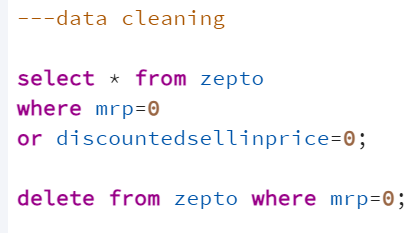 ---data cleaning
select * from zepto
where mrp=0
or discountedsellinprice=0;
delete from zepto where mrp=0;